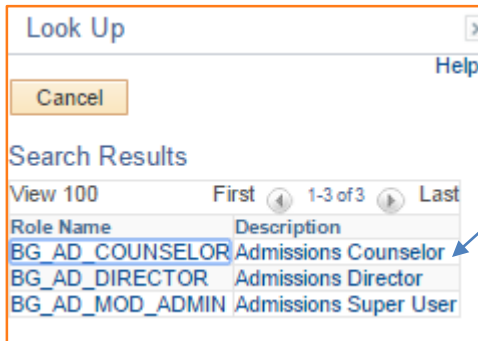 Look Up
Help
Cancel
Search Results
View 100 First 1-3 of 3 Last
Role Name Description
BG_AD_COUNSELOR Admissions Counselor
BG_AD_DIRECTOR Admissions Director
BG_AD_MOD_ADMIN Admissions Super User